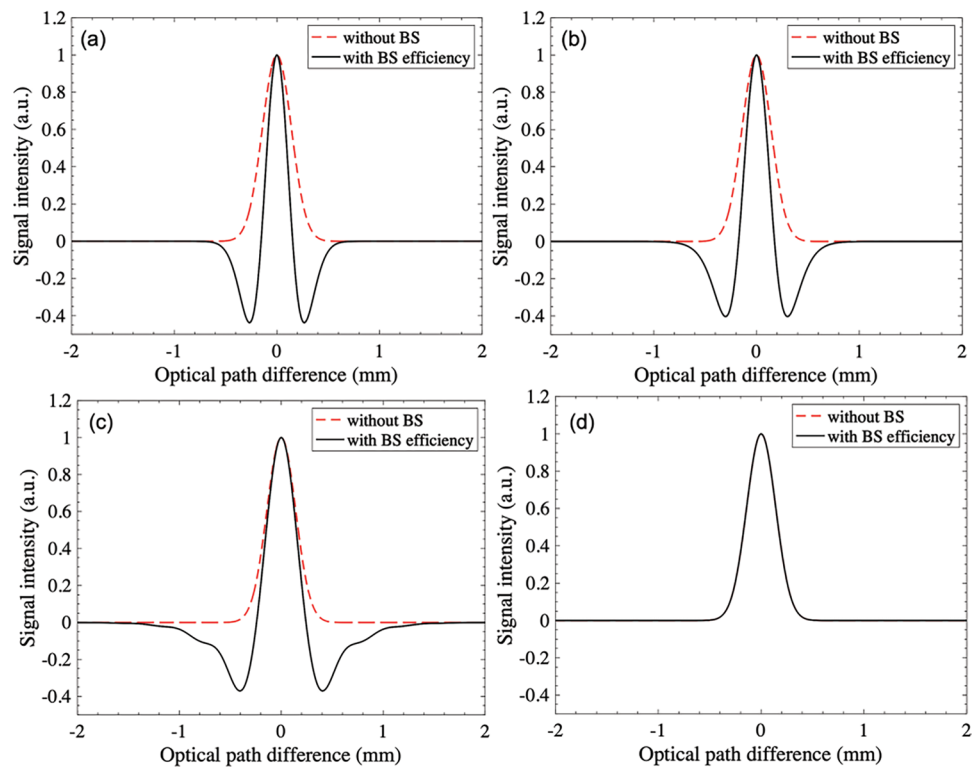 (a)
without BS
with BS efficiency
Signal intensity (a.u.)
1.2
1
0.8
0.6
0.4
0.2
0
-0.2
-0.4
-2 -1 0 1 2
Optical path difference (mm)
(b)
without BS
with BS efficiency
Signal intensity (a.u.)
1.2
1
0.8
0.6
0.4
0.2
0
-0.2
-0.4
-2 -1 0 1 2
Optical path difference (mm)
(c)
without BS
with BS efficiency
Signal intensity (a.u.)
1.2
1
0.8
0.6
0.4
0.2
0
-0.2
-0.4
-2 -1 0 1 2
Optical path difference (mm)
(d)
without BS
with BS efficiency
Signal intensity (a.u.)
1.2
1
0.8
0.6
0.4
0.2
0
-0.2
-0.4
-2 -1 0 1 2
Optical path difference (mm)